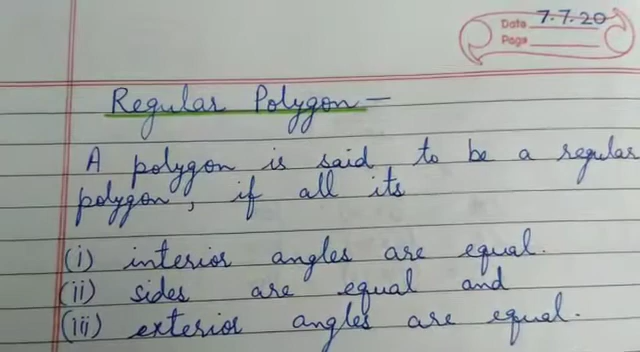 Date 7.7.20
Page
Regular Polygon —
A polygon is said to be a regular
polygon, if all its
(i) interior angles are equal.
(ii) sides are equal and
(iii) exterior angles are equal.